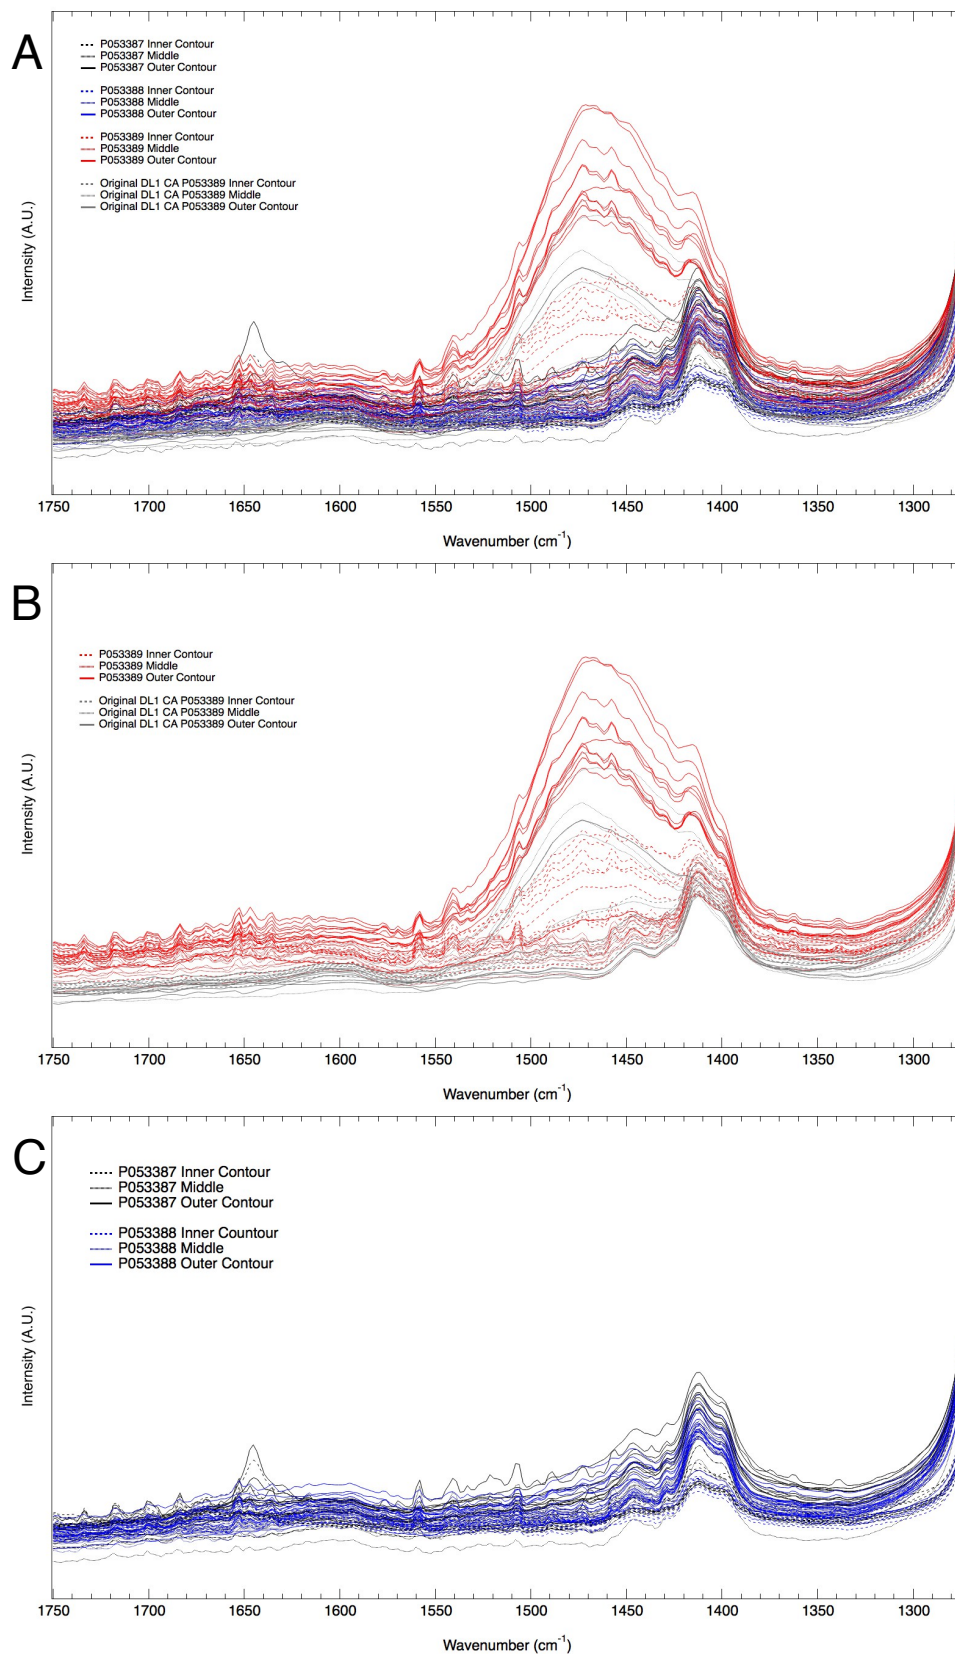 A
P053387 Inner Contour
P053387 Middle
P053387 Outer Contour
P053388 Inner Contour
P053388 Middle
P053388 Outer Contour
P053389 Inner Contour
P053389 Middle
P053389 Outer Contour
Original DL1 CA P053389 Inner Contour
Original DL1 CA P053389 Middle
Original DL1 CA P053389 Outer Contour
Internsity (A.U.)
1750 1700 1650 1600 1550 1500 1450 1400 1350 1300
Wavenumber (cm⁻¹)
B
P053389 Inner Contour
P053389 Middle
P053389 Outer Contour
Original DL1 CA P053389 Inner Contour
Original DL1 CA P053389 Middle
Original DL1 CA P053389 Outer Contour
Internsity (A.U.)
1750 1700 1650 1600 1550 1500 1450 1400 1350 1300
Wavenumber (cm⁻¹)
C
P053387 Inner Contour
P053387 Middle
P053387 Outer Contour
P053388 Inner Countour
P053388 Middle
P053388 Outer Contour
Internsity (A.U.)
1750 1700 1650 1600 1550 1500 1450 1400 1350 1300
Wavenumber (cm⁻¹)